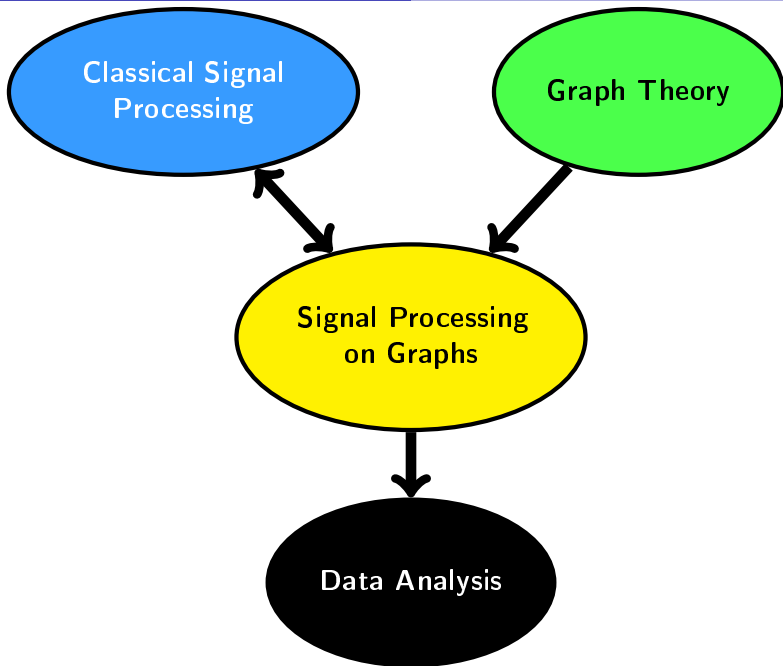 Classical Signal
Processing
Graph Theory
Signal Processing
on Graphs
Data Analysis